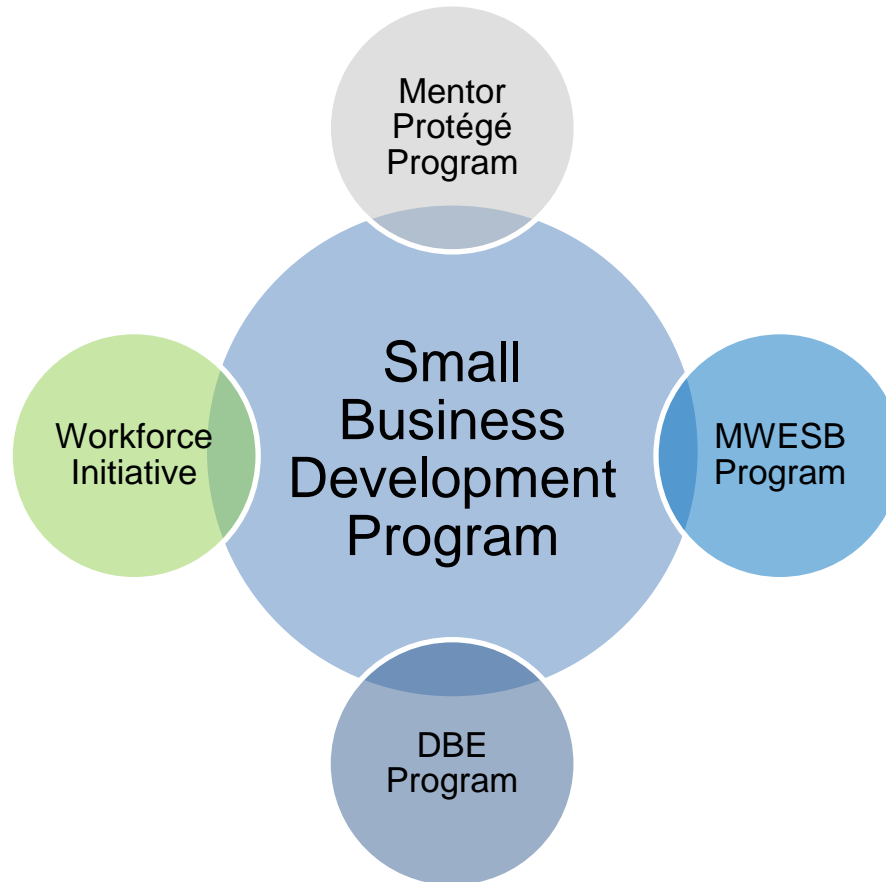 Mentor
Protégé
Program
Small
Business
Development
Program
Workforce
Initiative
MWESB
Program
DBE
Program